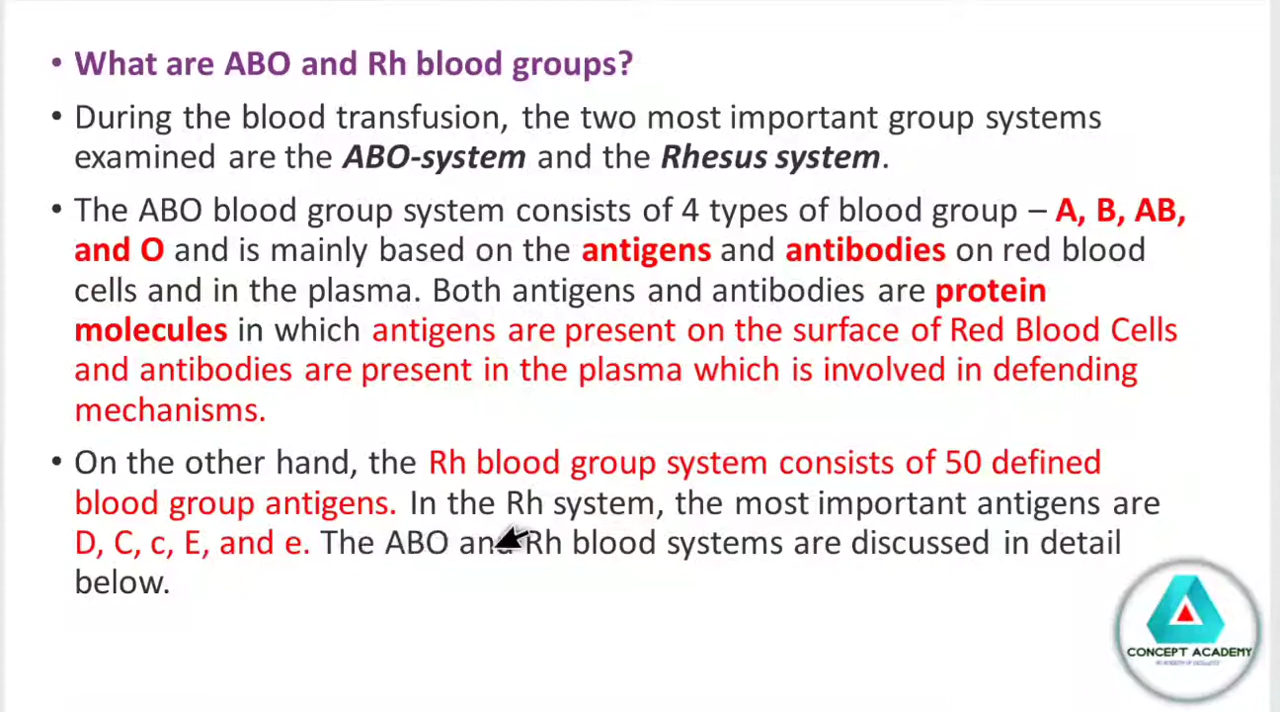 • What are ABO and Rh blood groups?
• During the blood transfusion, the two most important group systems
examined are the ABO-system and the Rhesus system.
• The ABO blood group system consists of 4 types of blood group – A, B, AB,
and O and is mainly based on the antigens and antibodies on red blood
cells and in the plasma. Both antigens and antibodies are protein
molecules in which antigens are present on the surface of Red Blood Cells
and antibodies are present in the plasma which is involved in defending
mechanisms.
• On the other hand, the Rh blood group system consists of 50 defined
blood group antigens. In the Rh system, the most important antigens are
D, C, c, E, and e. The ABO and Rh blood systems are discussed in detail
below.
CONCEPT ACADEMY